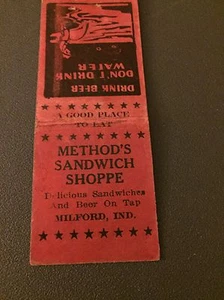 DRINK BEER
DON'T DRINK
WATER
A GOOD PLACE
TO EAT
METHOD'S
SANDWICH
SHOPPE
Delicious Sandwiches
And Beer On Tap
MILFORD, IND.